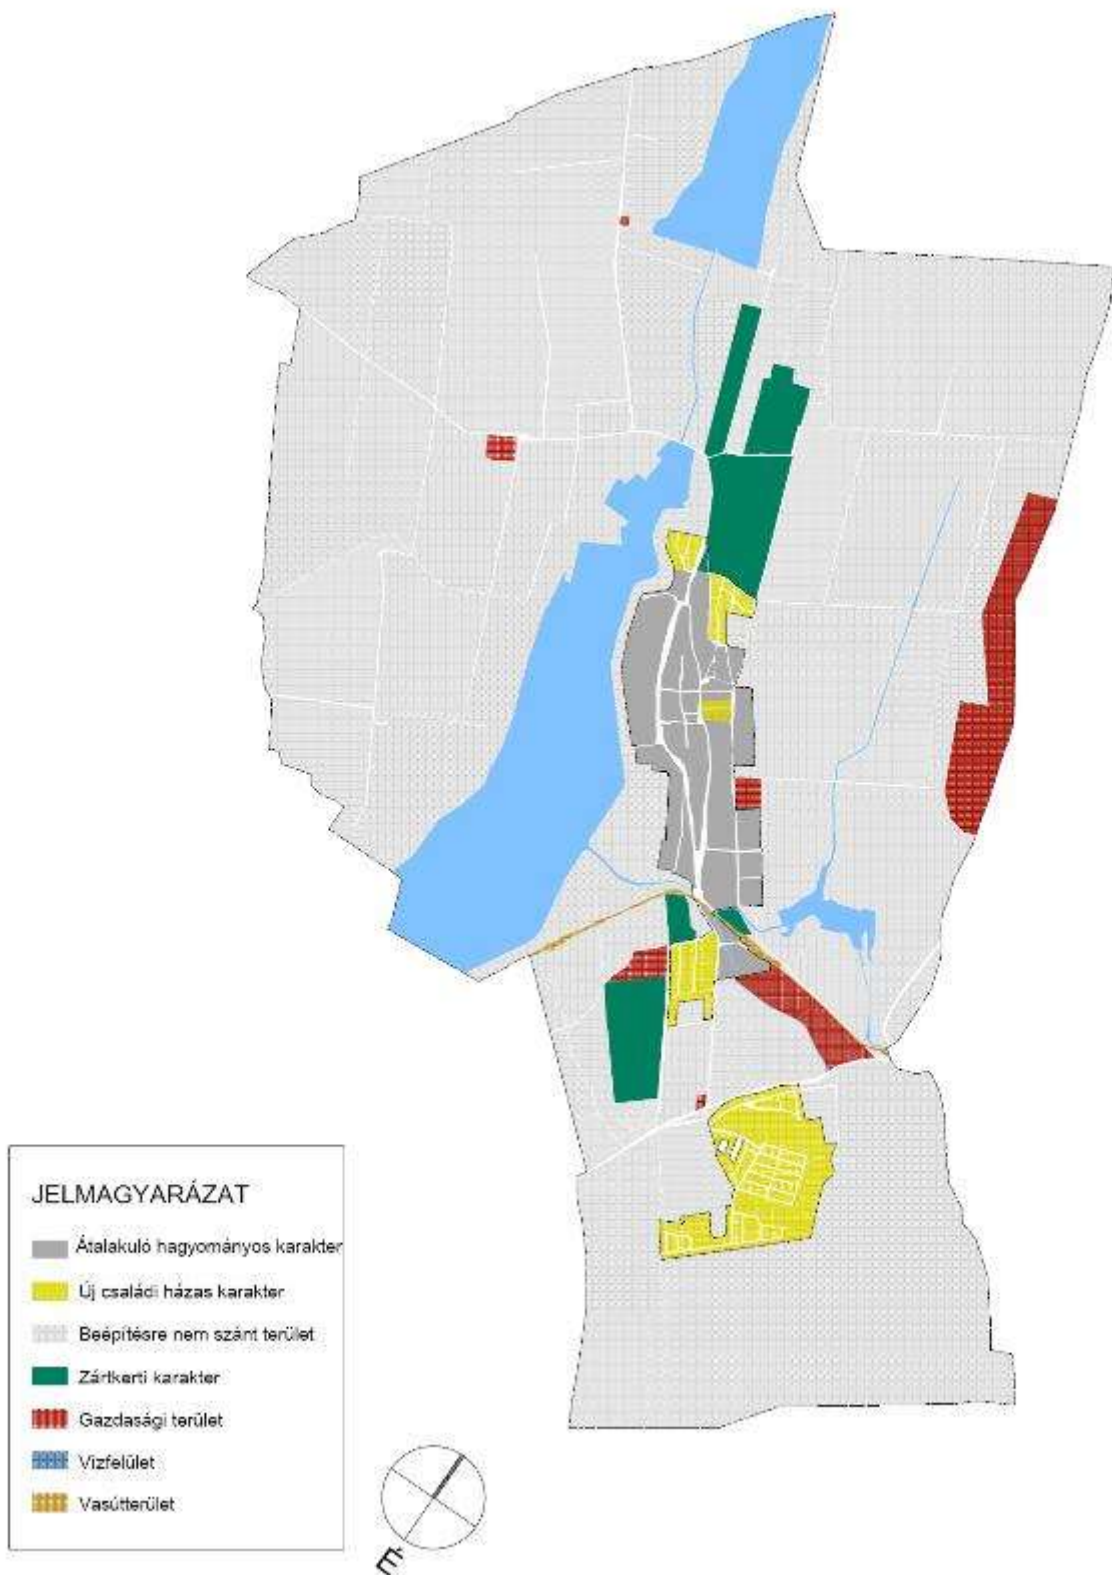 JELMAGYARÁZAT
Átalakuló hagyományos karakter
Új családi házas karakter
Beépítésre nem szánt terület
Zártkerti karakter
Gazdasági terület
Vízfelület
Vasútterület
É